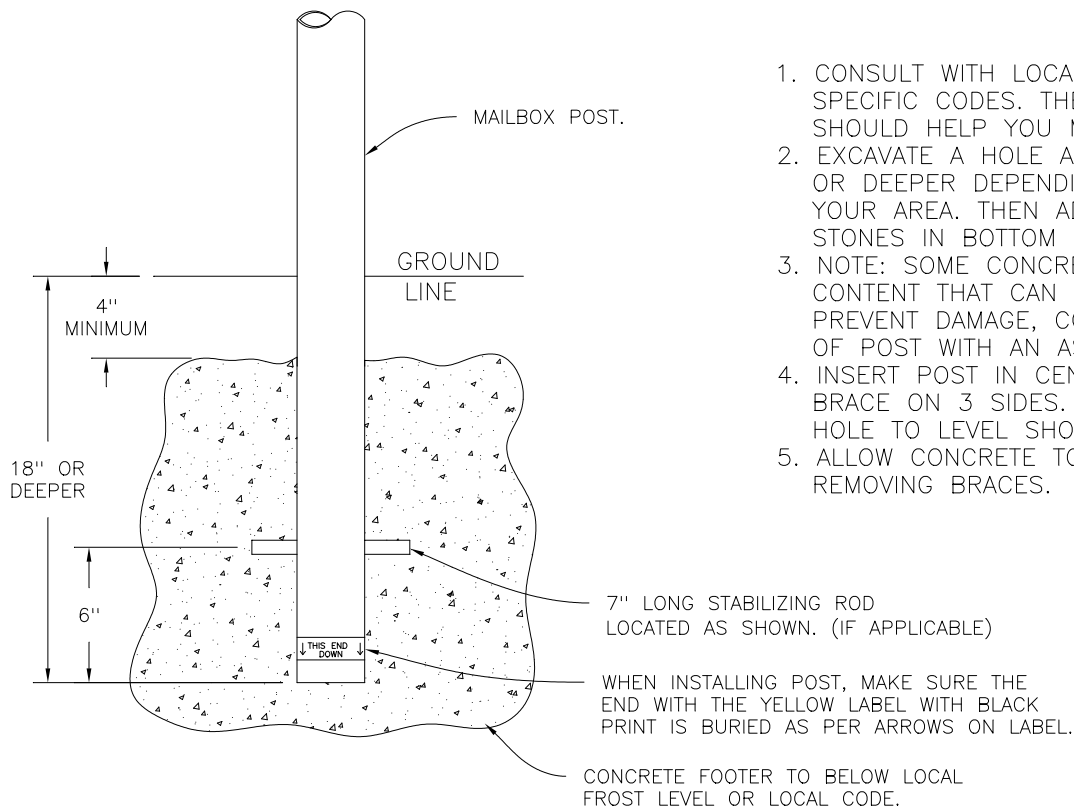 MAILBOX POST.
GROUND
LINE
4"
MINIMUM
18" OR
DEEPER
6"
THIS END
DOWN
7" LONG STABILIZING ROD
LOCATED AS SHOWN. (IF APPLICABLE)
WHEN INSTALLING POST, MAKE SURE THE
END WITH THE YELLOW LABEL WITH BLACK
PRINT IS BURIED AS PER ARROWS ON LABEL.
CONCRETE FOOTER TO BELOW LOCAL
FROST LEVEL OR LOCAL CODE.
1. CONSULT WITH LOCA
SPECIFIC CODES. THE
SHOULD HELP YOU
2. EXCAVATE A HOLE A
OR DEEPER DEPENDI
YOUR AREA. THEN
STONES IN BOTTOM
3. NOTE: SOME CONCRE
CONTENT THAT CAN
PREVENT DAMAGE, CO
OF POST WITH AN AS
4. INSERT POST IN CEN
BRACE ON 3 SIDES.
HOLE TO LEVEL SHO
5. ALLOW CONCRETE TO
REMOVING BRACES.